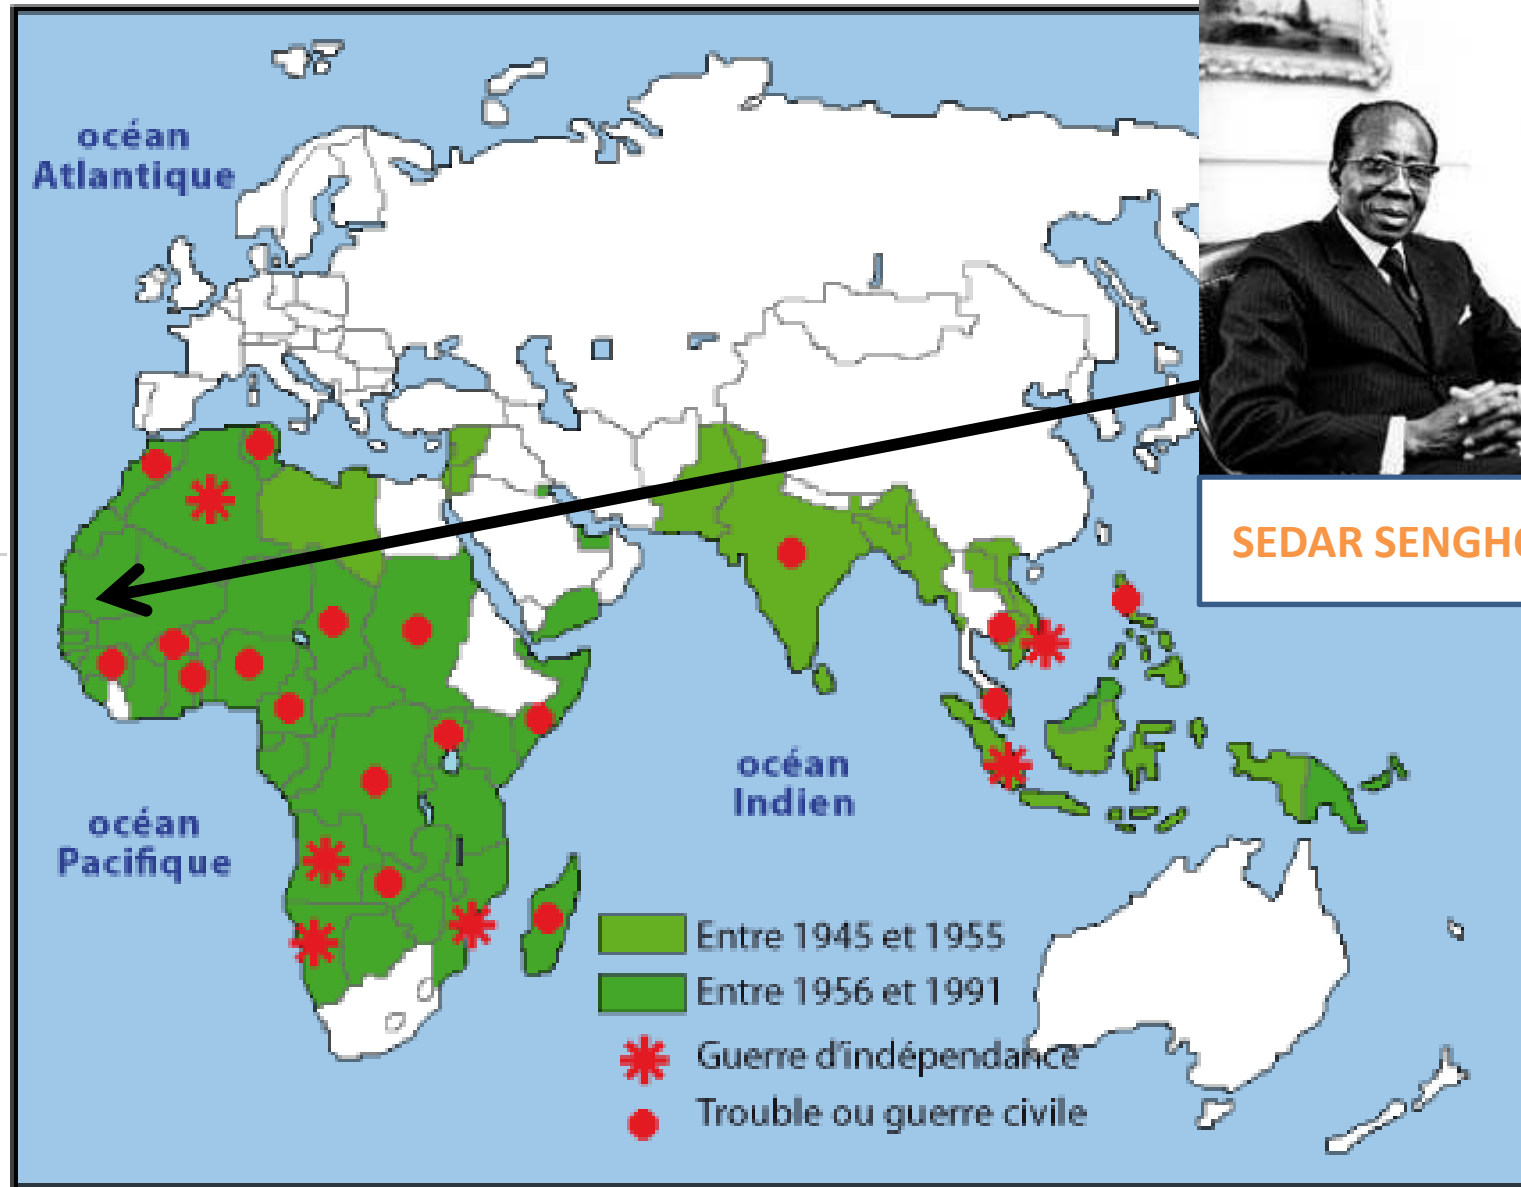 océan
Atlantique
SEDAR SENGHO
océan
Indien
océan
Pacifique
Entre 1945 et 1955
Entre 1956 et 1991
Guerre d'indépendance
Trouble ou guerre civile